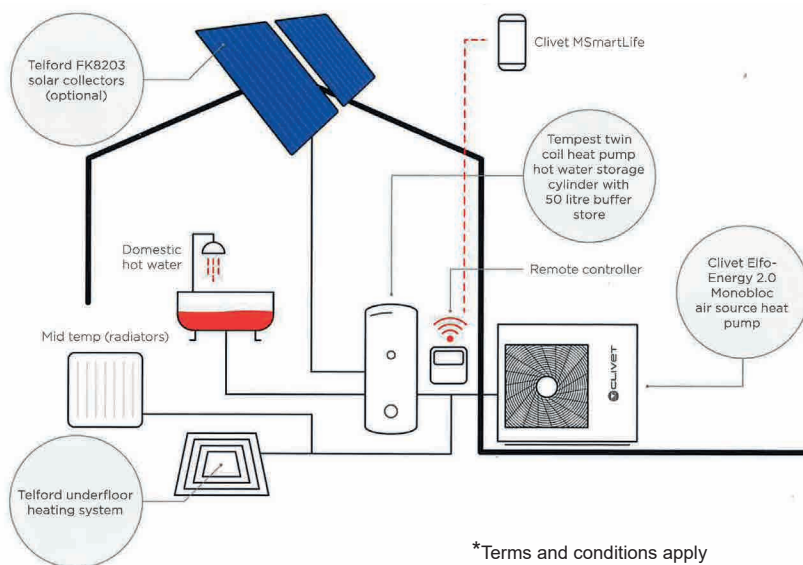 Telford FK8203
solar collectors
(optional)
Clivet MSmartLife
Tempest twin
coil heat pump
hot water storage
cylinder with
50 litre buffer
store
Domestic
hot water
Remote controller
Clivet Elfo-
Energy 2.0
Monobloc
air source heat
pump
Mid temp (radiators)
CLIVET
Telford underfloor
heating system
*Terms and conditions apply